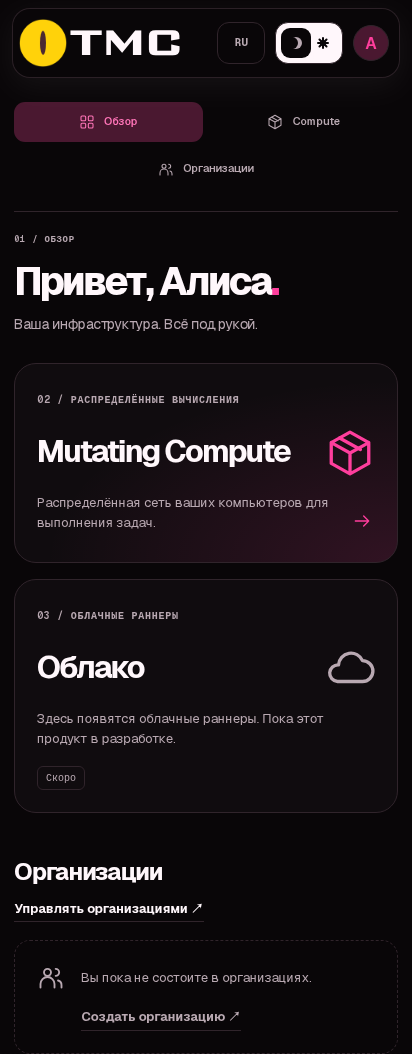 TMC
RU
A
Обзор
Compute
Организации
01 / ОБЗОР
Привет, Алиса.
Ваша инфраструктура. Всё под рукой.
02 / РАСПРЕДЕЛЁННЫЕ ВЫЧИСЛЕНИЯ
Mutating Compute
Распределённая сеть ваших компьютеров для
выполнения задач.
→
03 / ОБЛАЧНЫЕ РАННЕРЫ
Облако
Здесь появятся облачные раннеры. Пока этот
продукт в разработке.
Скоро
Организации
Управлять организациями ↗
Вы пока не состоите в организациях.
Создать организацию ↗